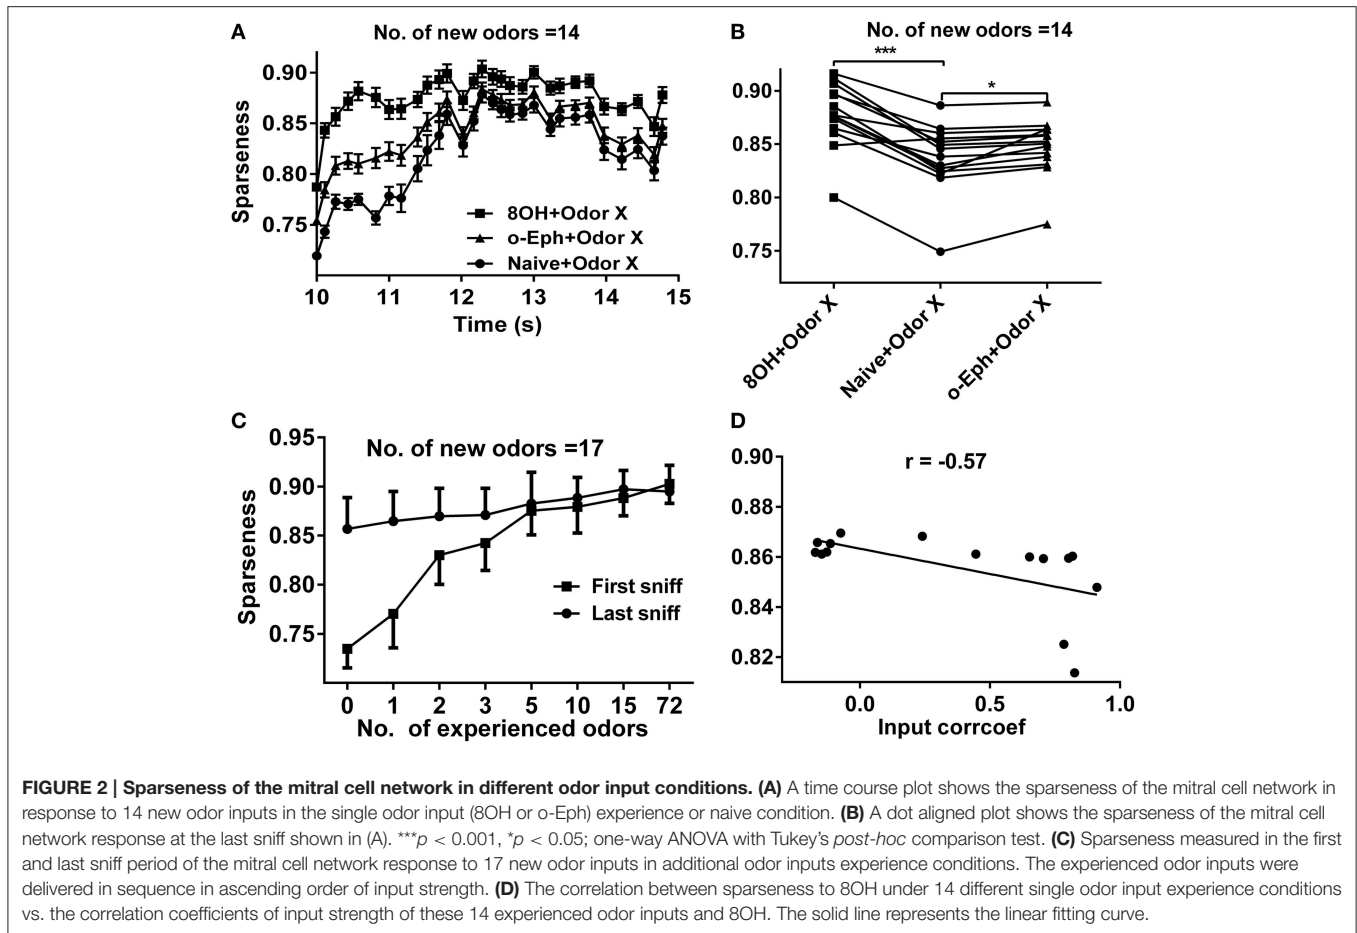 A
No. of new odors =14
0.90
0.85
0.80
0.75
Sparseness
8OH+Odor X
o-Eph+Odor X
Naive+Odor X
10 11 12 13 14 15
Time (s)
B
No. of new odors =14
***
*
0.90
0.85
0.80
0.75
8OH+Odor X
Naive+Odor X
o-Eph+Odor X
C
No. of new odors =17
0.95
0.90
0.85
0.80
0.75
Sparseness
First sniff
Last sniff
0 1 2 3 5 10 15 72
No. of experienced odors
D
r = -0.57
0.90
0.88
0.86
0.84
0.82
0.0 0.5 1.0
Input corrcoef
FIGURE 2 | Sparseness of the mitral cell network in different odor input conditions. (A) A time course plot shows the sparseness of the mitral cell network in
response to 14 new odor inputs in the single odor input (8OH or o-Eph) experience or naive condition. (B) A dot aligned plot shows the sparseness of the mitral cell
network response at the last sniff shown in (A). ***p < 0.001, *p < 0.05; one-way ANOVA with Tukey's post-hoc comparison test. (C) Sparseness measured in the first
and last sniff period of the mitral cell network response to 17 new odor inputs in additional odor inputs experience conditions. The experienced odor inputs were
delivered in sequence in ascending order of input strength. (D) The correlation between sparseness to 8OH under 14 different single odor input experience conditions
vs. the correlation coefficients of input strength of these 14 experienced odor inputs and 8OH. The solid line represents the linear fitting curve.